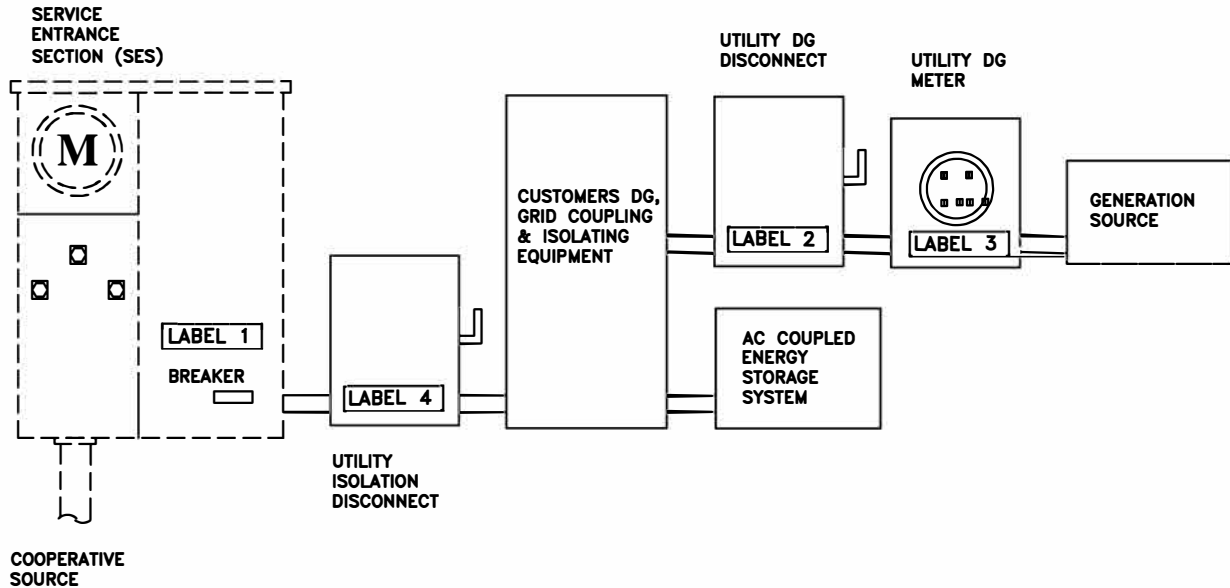 SERVICE
ENTRANCE
SECTION (SES)
M
LABEL 1
BREAKER
COOPERATIVE
SOURCE
LABEL 4
UTILITY
ISOLATION
DISCONNECT
CUSTOMERS DG,
GRID COUPLING
& ISOLATING
EQUIPMENT
UTILITY DG
DISCONNECT
LABEL 2
UTILITY DG
METER
LABEL 3
GENERATION
SOURCE
AC COUPLED
ENERGY
STORAGE
SYSTEM